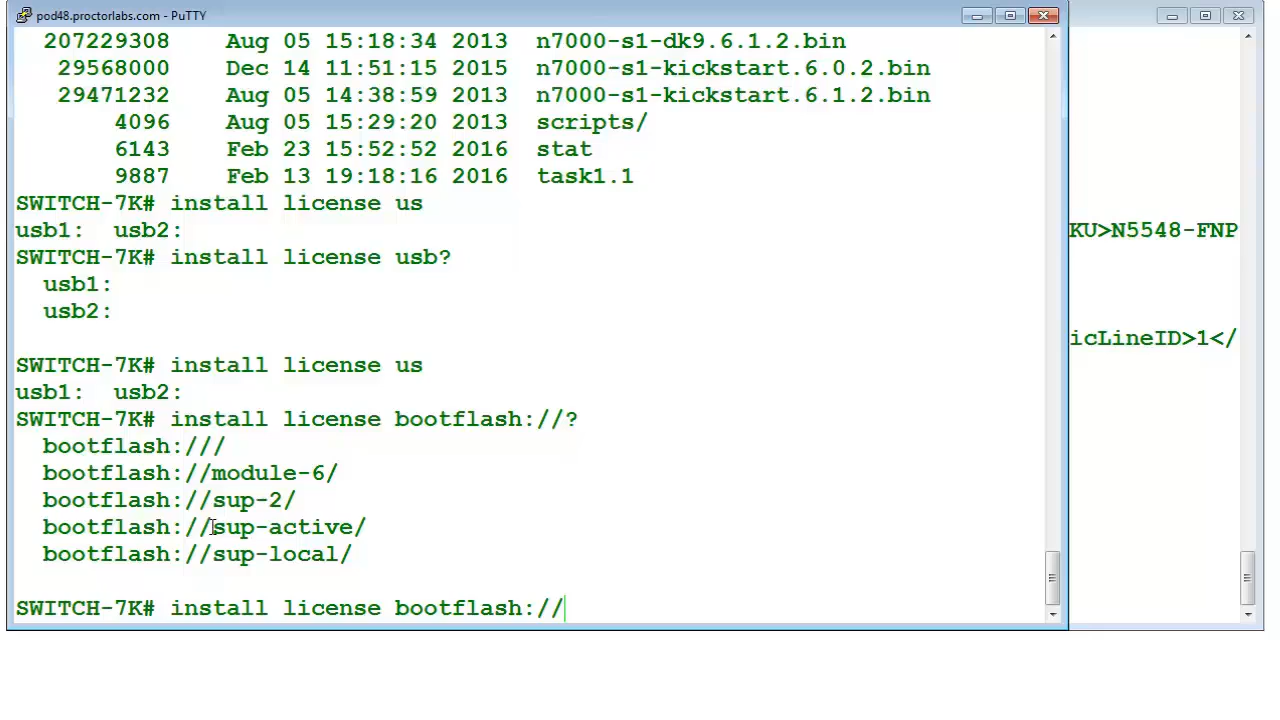 pod48.proctorlabs.com - PuTTY
207229308 Aug 05 15:18:34 2013 n7000-s1-dk9.6.1.2.bin
29568000 Dec 14 11:51:15 2015 n7000-s1-kickstart.6.0.2.bin
29471232 Aug 05 14:38:59 2013 n7000-s1-kickstart.6.1.2.bin
4096 Aug 05 15:29:20 2013 scripts/
6143 Feb 23 15:52:52 2016 stat
9887 Feb 13 19:18:16 2016 task1.1
SWITCH-7K# install license us
usb1: usb2:
SWITCH-7K# install license usb?
usb1:
usb2:
SWITCH-7K# install license us
usb1: usb2:
SWITCH-7K# install license bootflash://?
bootflash:///
bootflash://module-6/
bootflash://sup-2/
bootflash://sup-active/
bootflash://sup-local/
SWITCH-7K# install license bootflash://
KU>N5548-FNP
icLineID>1</